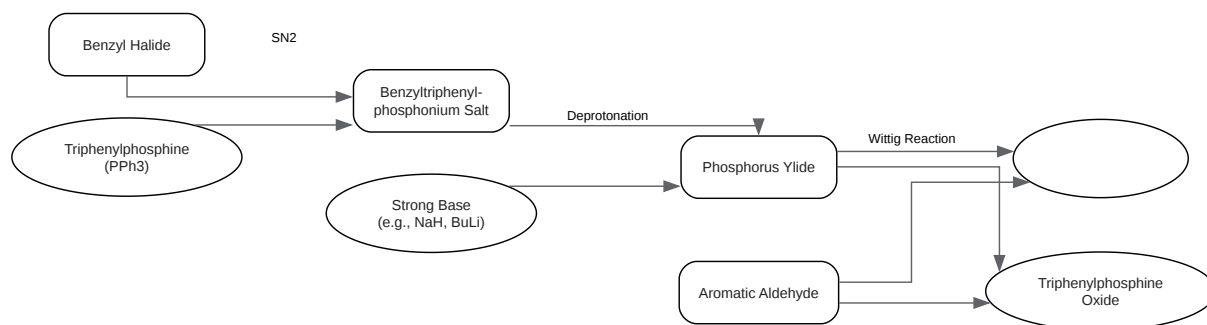 Benzyl Halide
SN2
Benzyltriphenyl-
phosphonium Salt
Triphenylphosphine
(PPh3)
Deprotonation
Wittig Reaction
Phosphorus Ylide
Strong Base
(e.g., NaH, BuLi)
Aromatic Aldehyde
Triphenylphosphine
Oxide